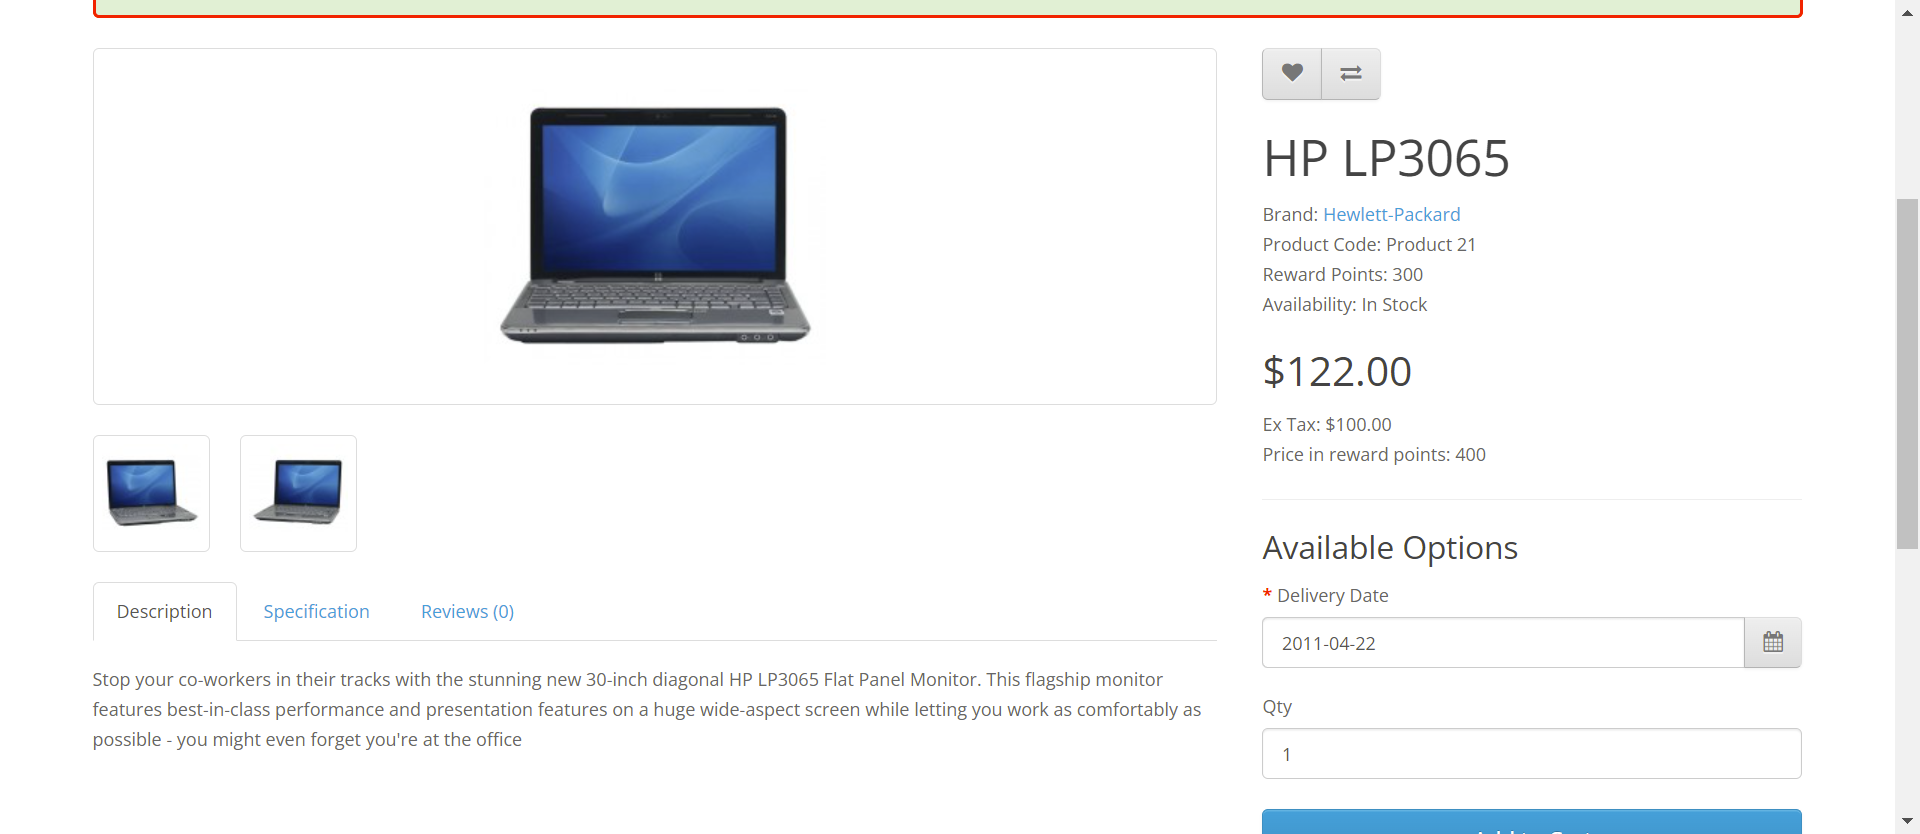 HP LP3065
Brand: Hewlett-Packard
Product Code: Product 21
Reward Points: 300
Availability: In Stock
$122.00
Ex Tax: $100.00
Price in reward points: 400
Available Options
* Delivery Date
2011-04-22
Qty
1
Description
Specification
Reviews (0)
Stop your co-workers in their tracks with the stunning new 30-inch diagonal HP LP3065 Flat Panel Monitor. This flagship monitor
features best-in-class performance and presentation features on a huge wide-aspect screen while letting you work as comfortably as
possible - you might even forget you're at the office